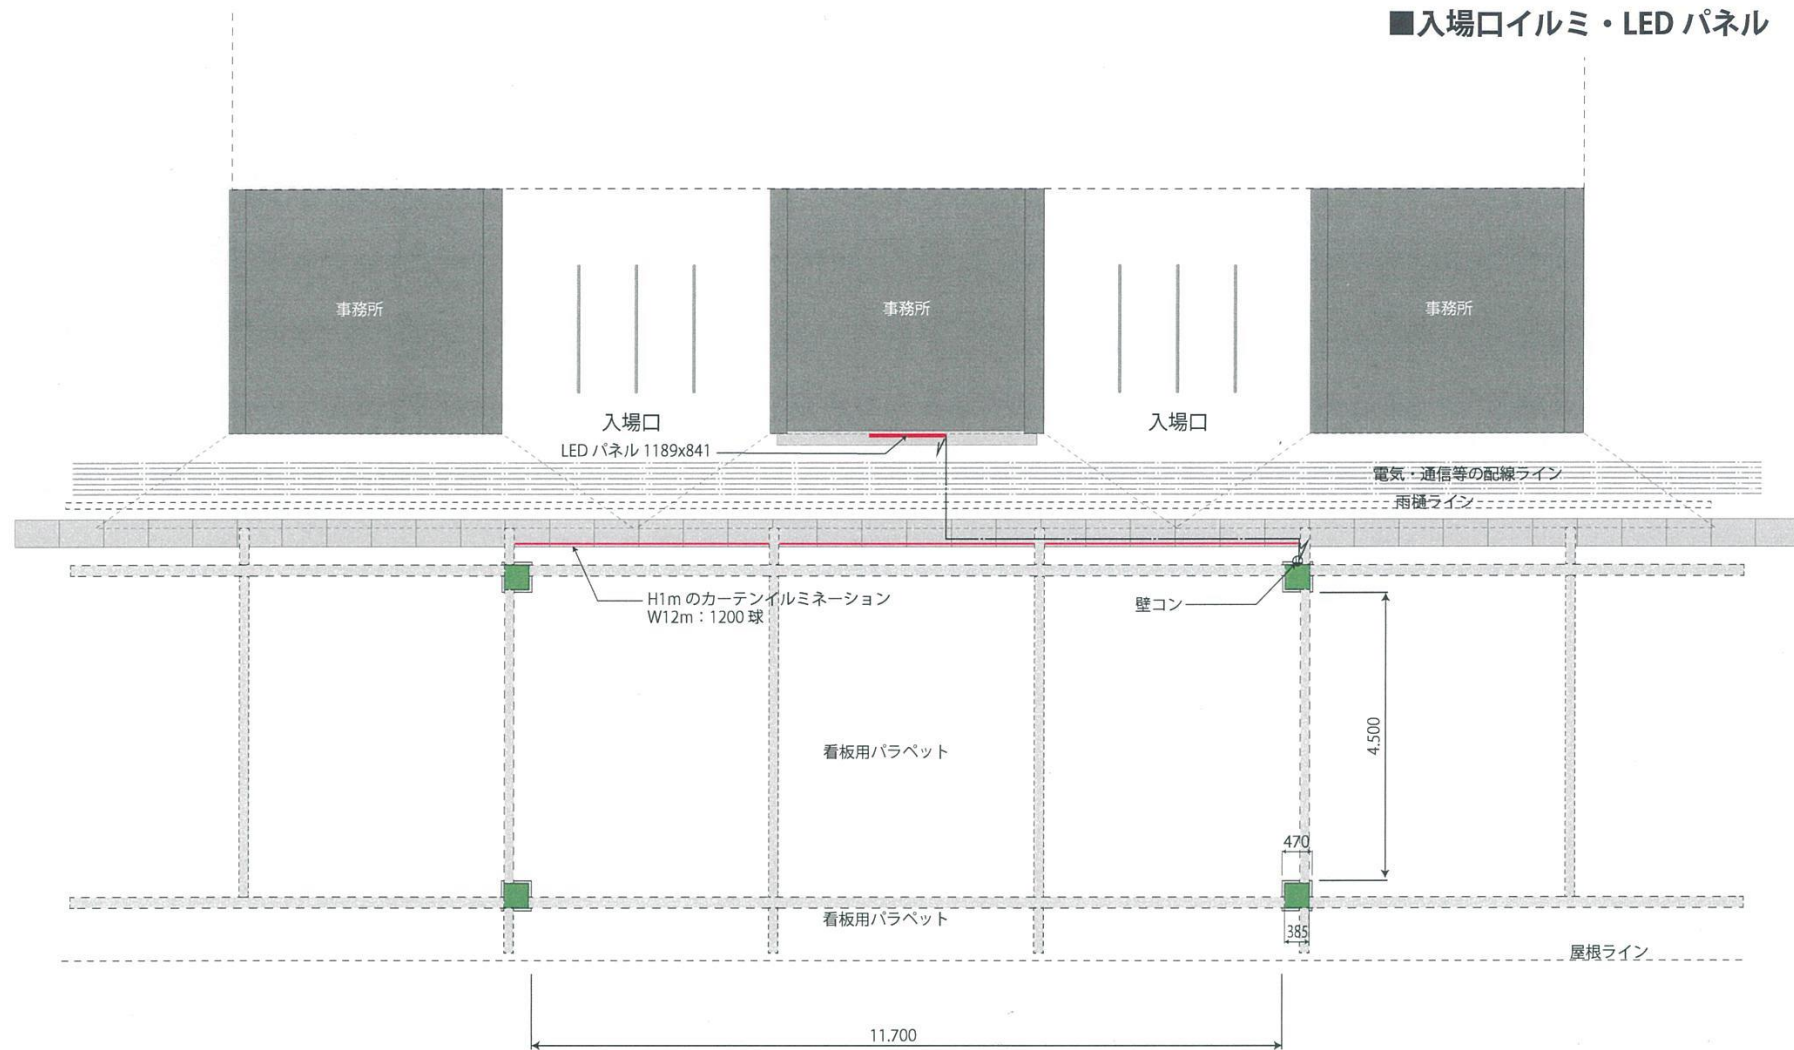 ■入場口イルミ・LED パネル
事務所
事務所
事務所
入場口
入場口
LED パネル 1189x841
電気・通信等の配線ライン
雨樋ライン
H1m のカーテンイルミネーション
W12m：1200 球
壁コン
4.500
看板用パラペット
470
看板用パラペット
385
屋根ライン
11.700